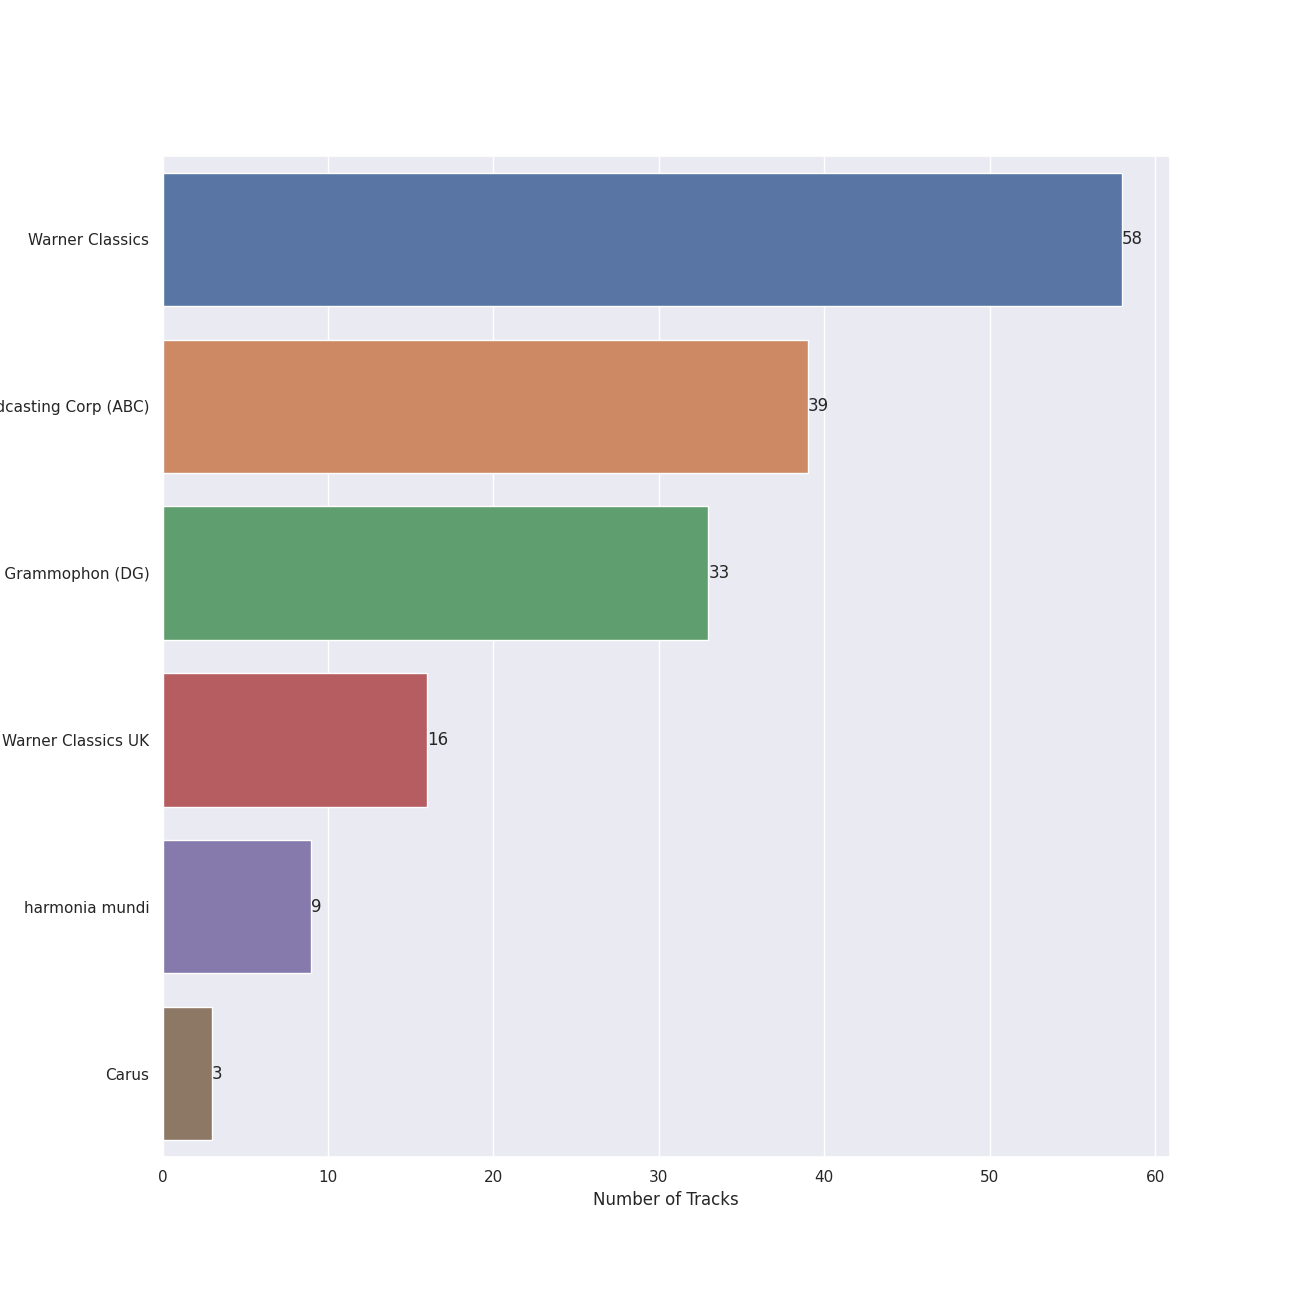 Warner Classics
58
dcasting Corp (ABC)
39
Grammophon (DG)
33
Warner Classics UK
16
harmonia mundi
9
Carus
3
0 10 20 30 40 50 60
Number of Tracks